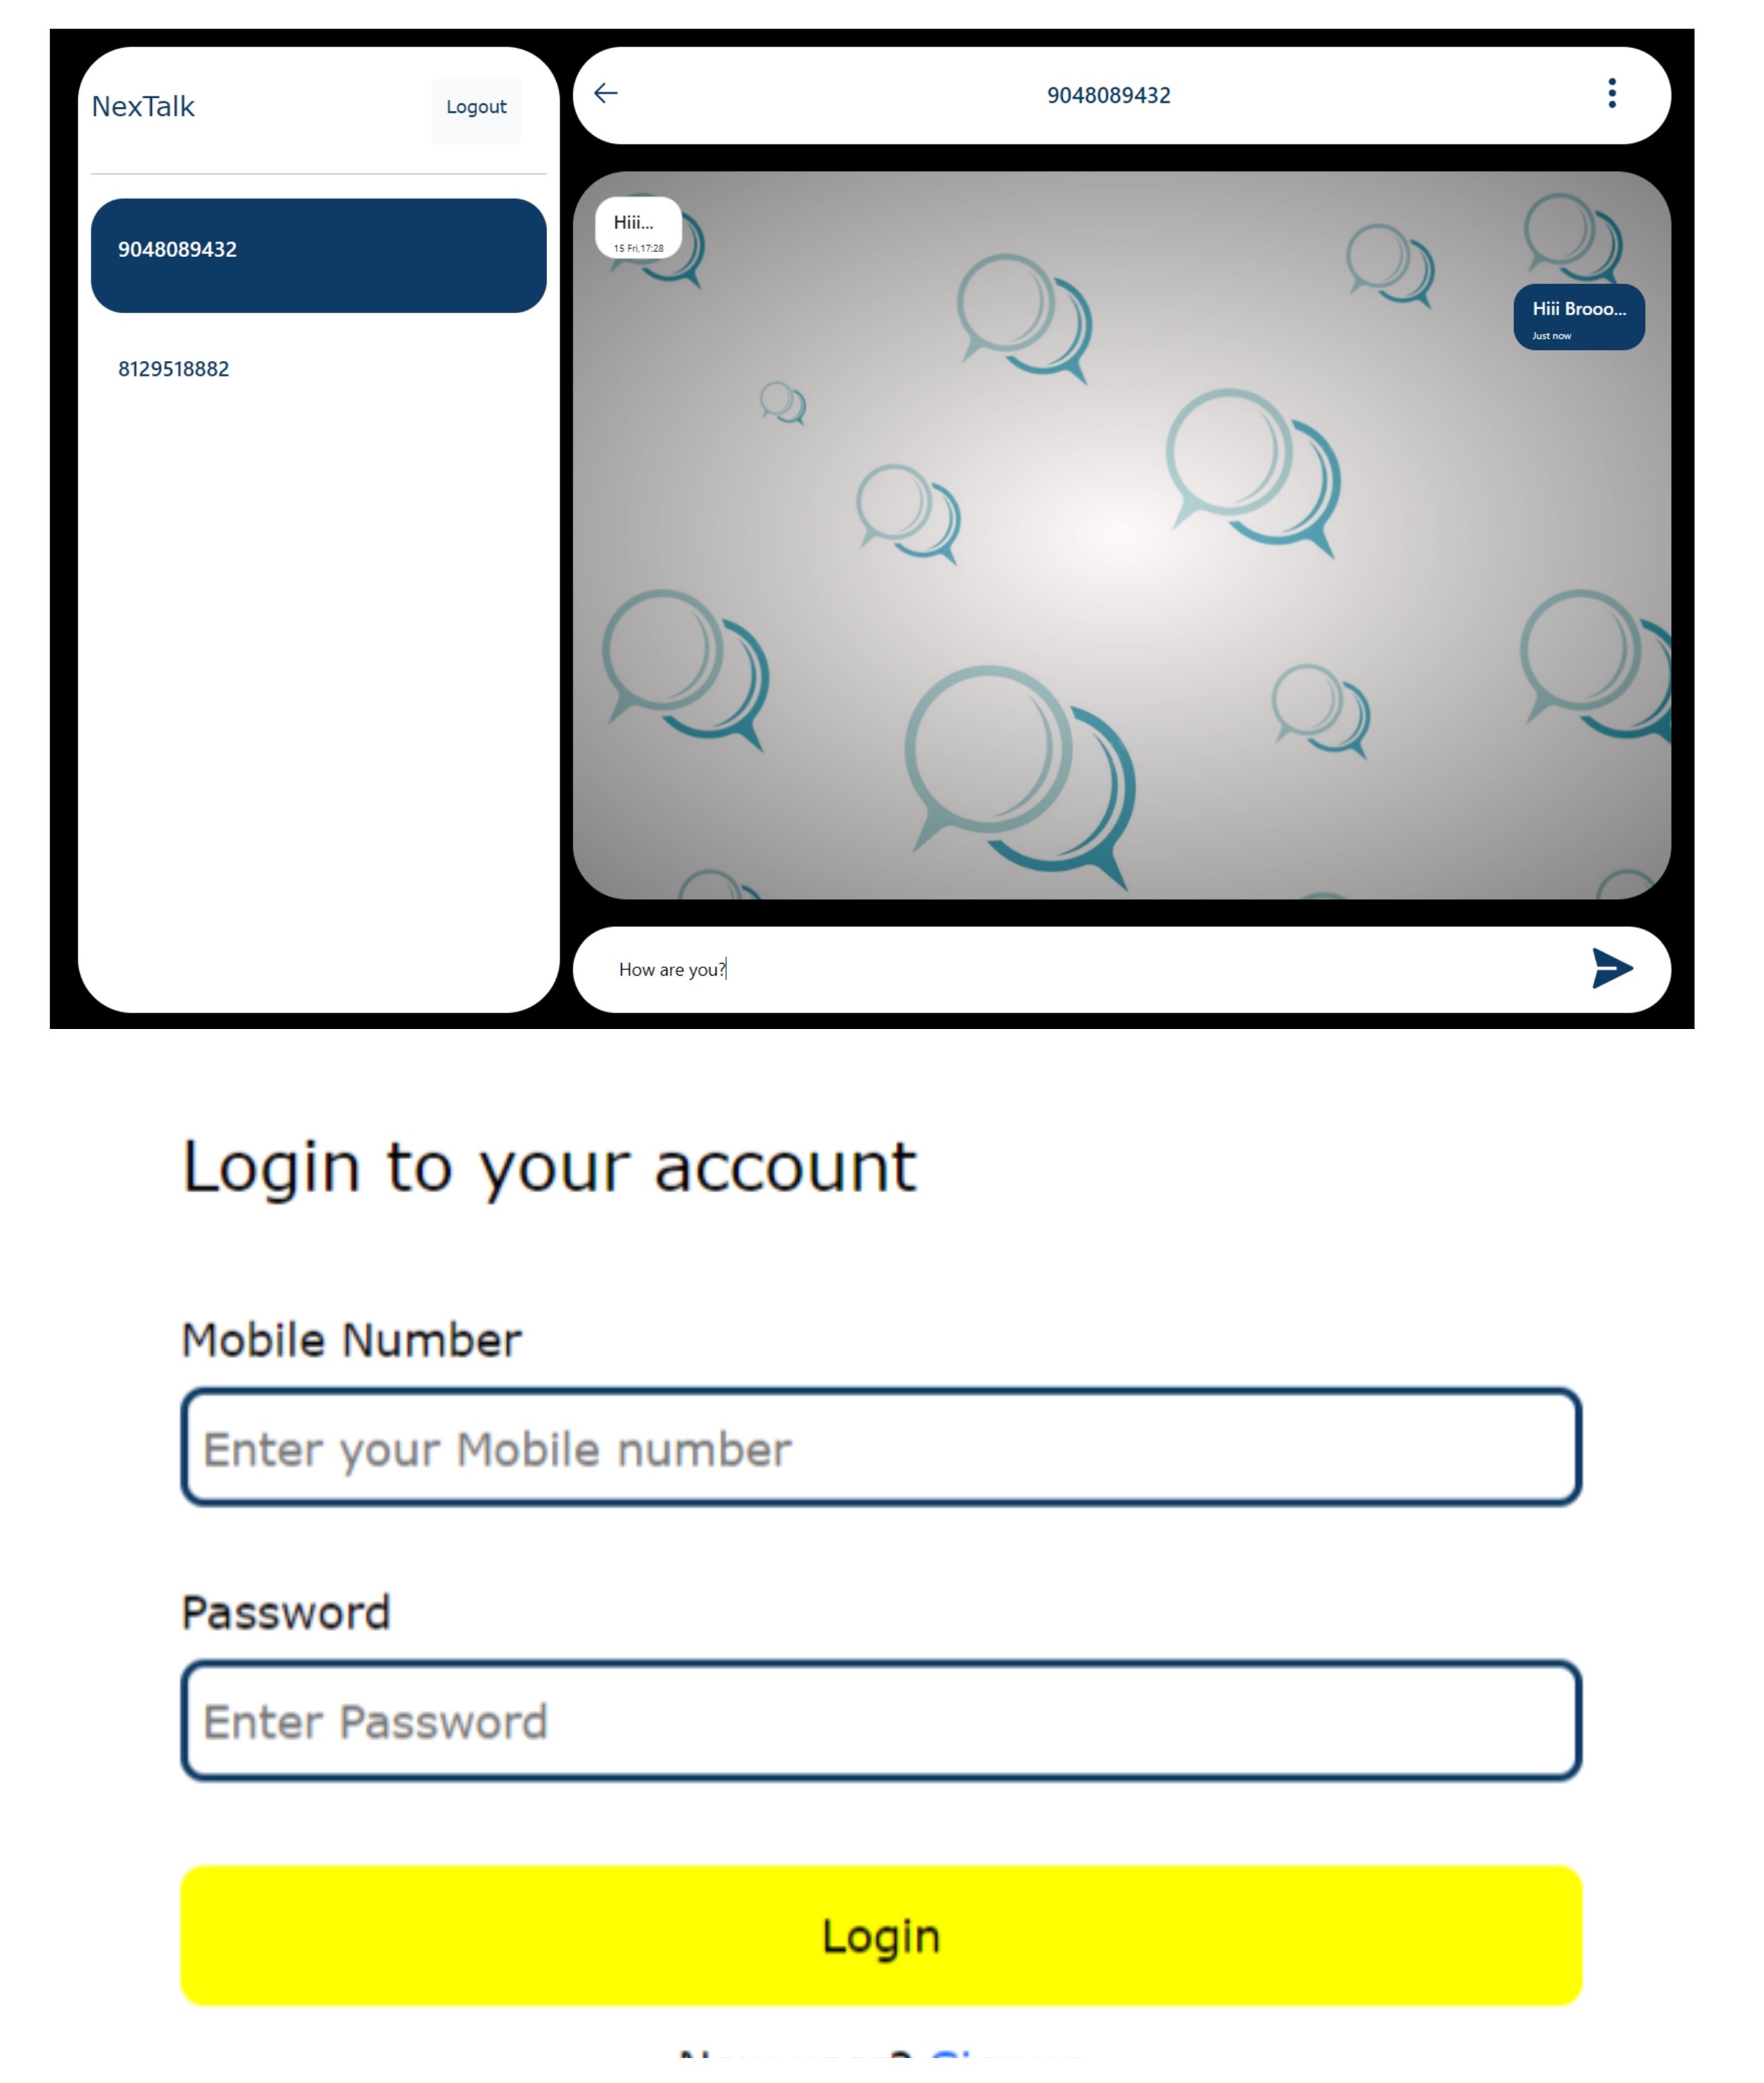 NexTalk
Logout
9048089432
8129518882
9048089432
Hiii...
15 Fri,17:28
Hiii Brooo...
Just now
How are you?
Login to your account
Mobile Number
Enter your Mobile number
Password
Enter Password
Login